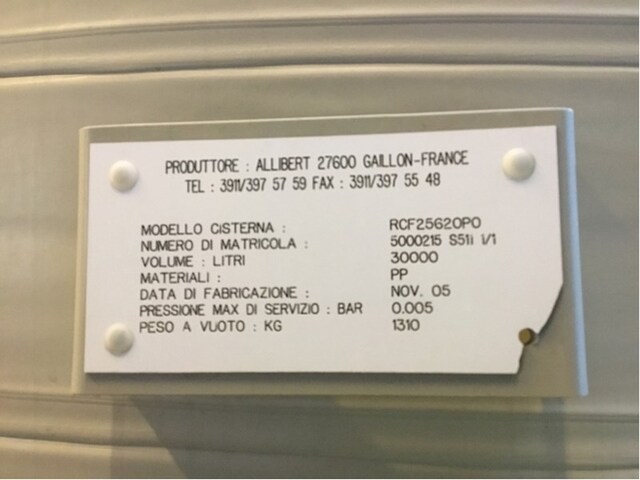 PRODUTTORE : ALLIBERT 27600 GAILLON-FRANCE
TEL : 3911/397 57 59 FAX : 3911/397 55 48
MODELLO CISTERNA : RCF25620PO
NUMERO DI MATRICOLA : 5000215 S51i I/1
VOLUME : LITRI 30000
MATERIALI : PP
DATA DI FABRICAZIONE : NOV. 05
PRESSIONE MAX DI SERVIZIO : BAR 0.005
PESO A VUOTO : KG 1310